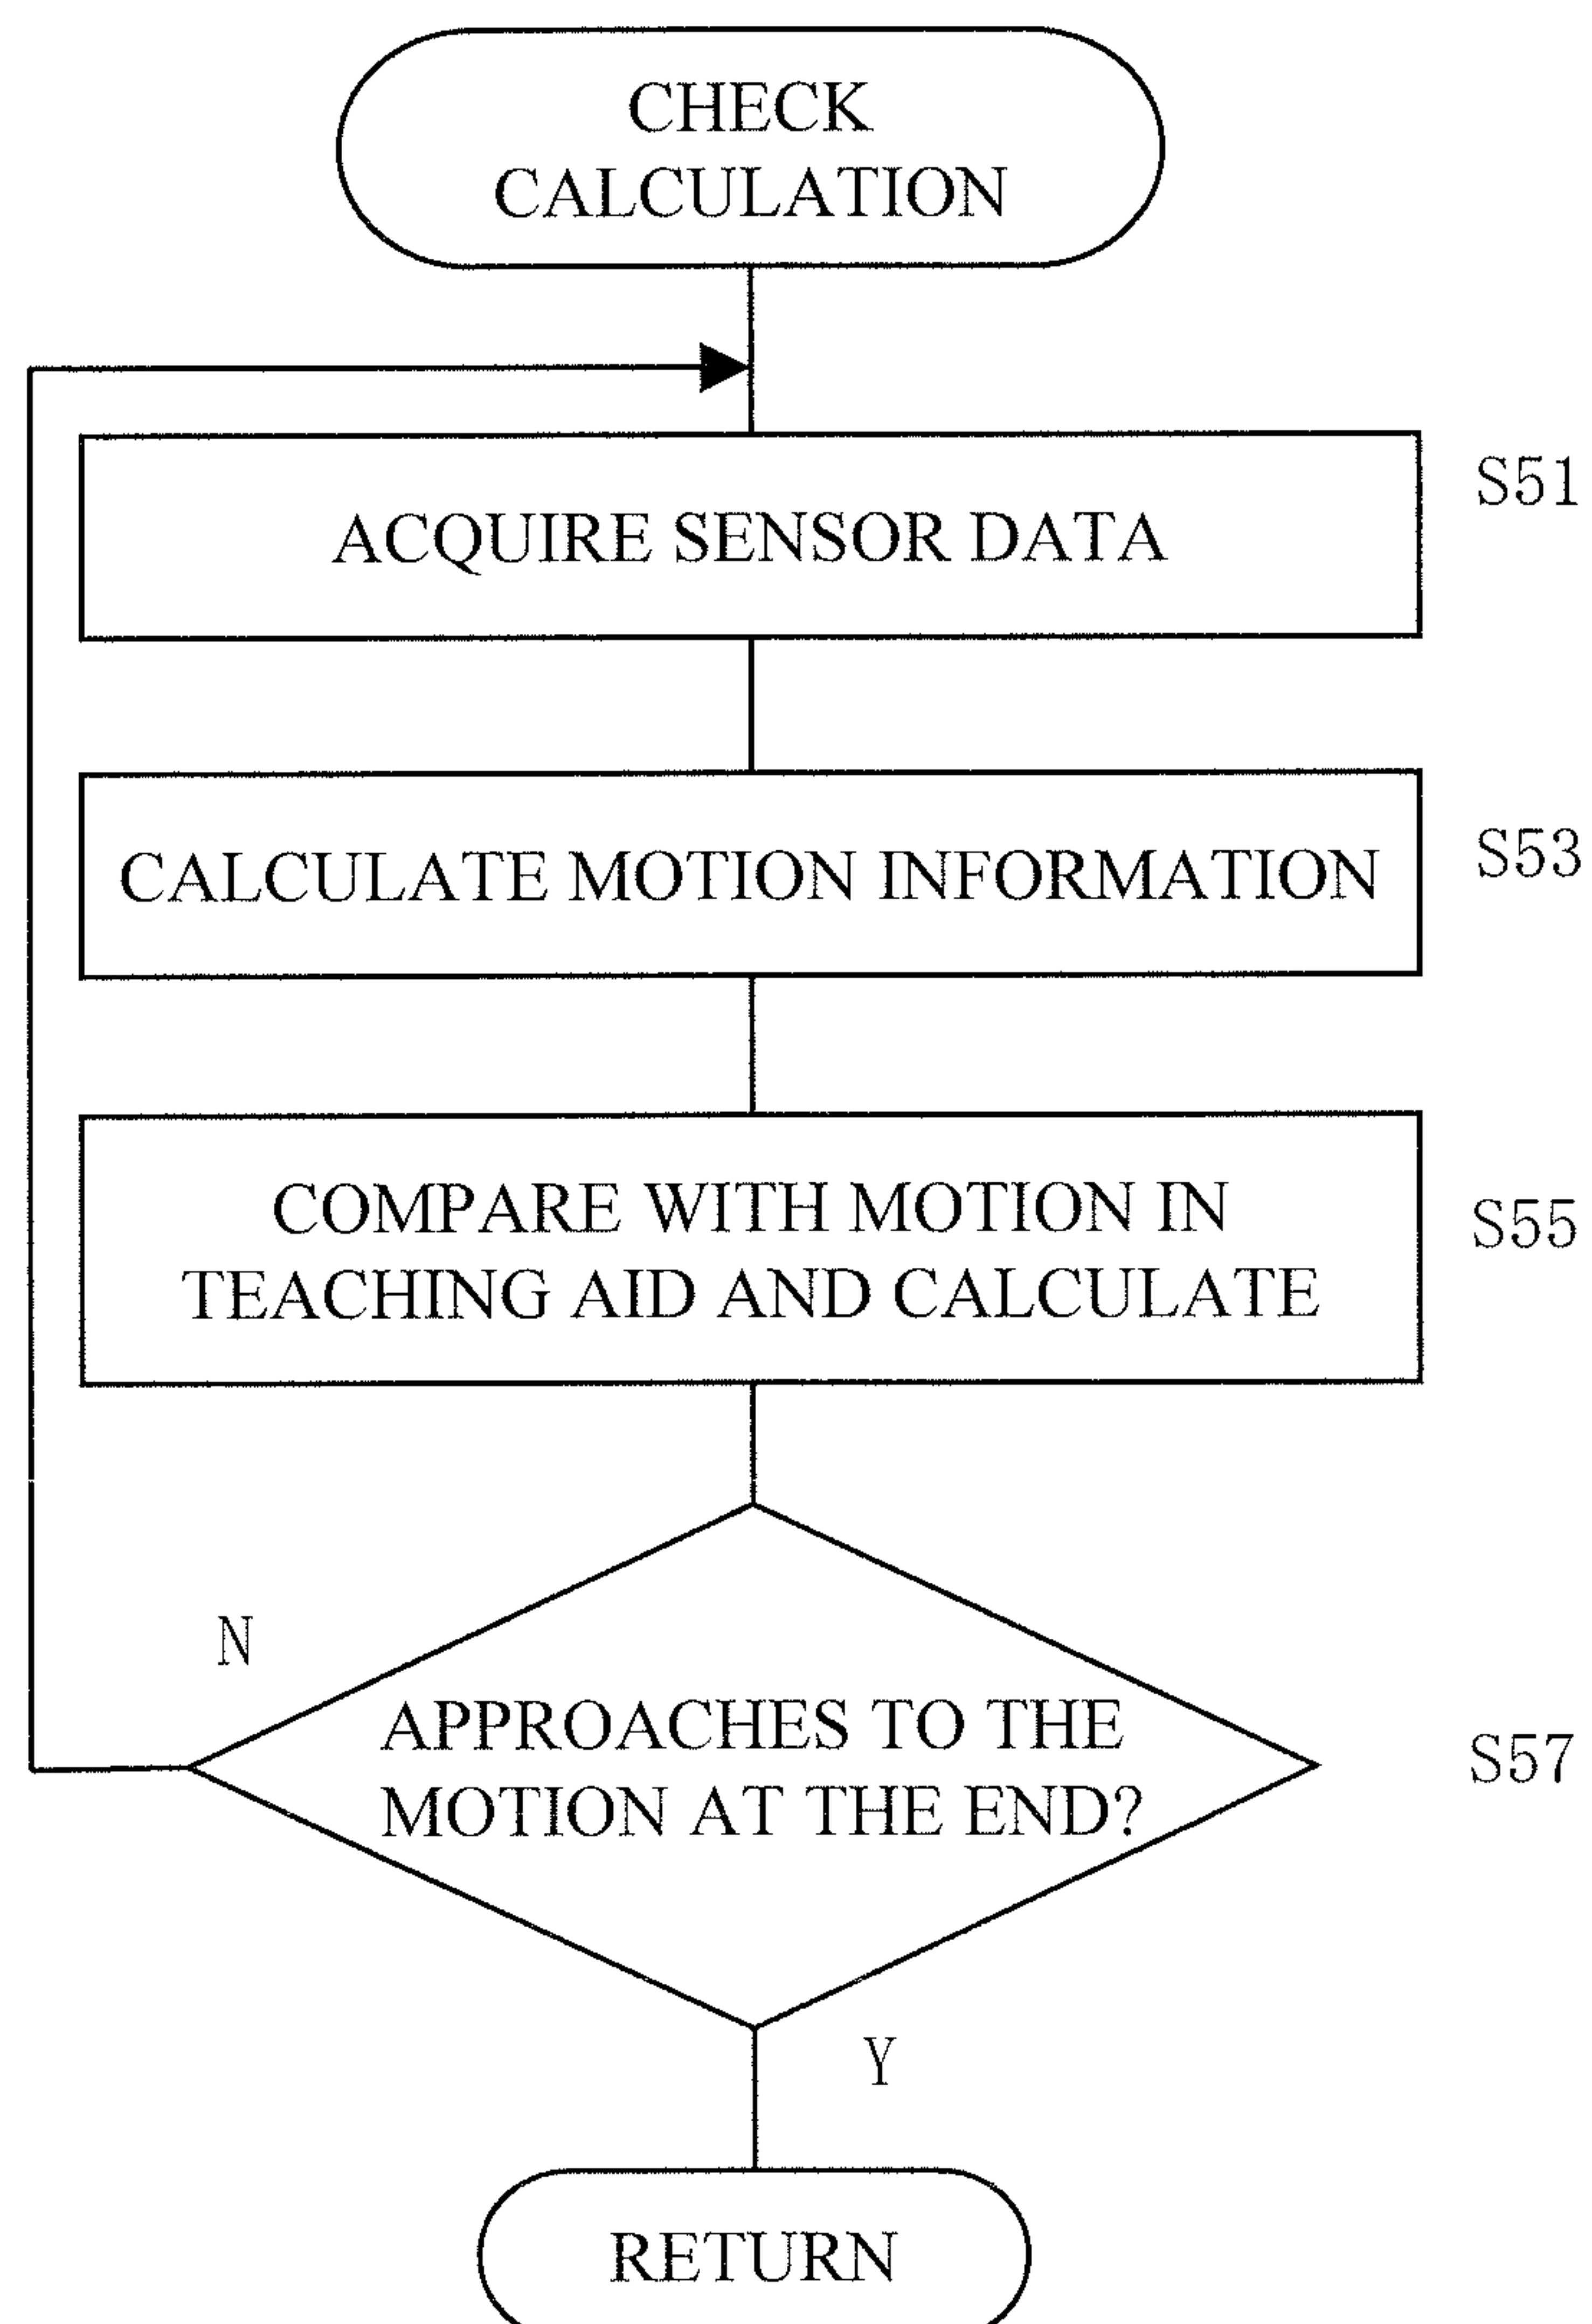 CHECK
CALCULATION
ACQUIRE SENSOR DATA
S51
CALCULATE MOTION INFORMATION
S53
COMPARE WITH MOTION IN
TEACHING AID AND CALCULATE
S55
N
APPROACHES TO THE
MOTION AT THE END?
S57
Y
RETURN